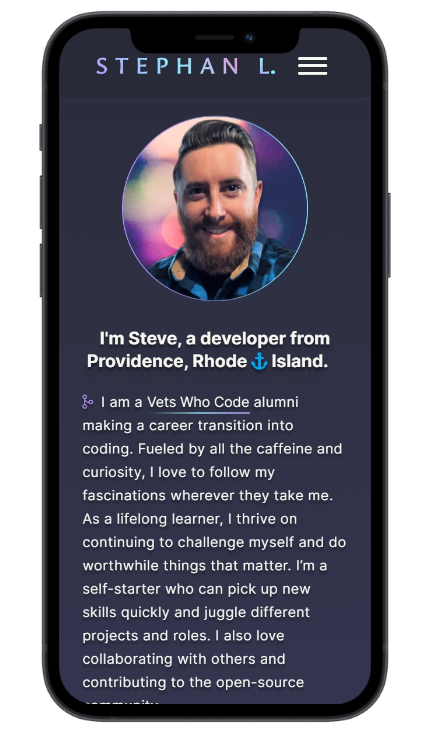 STEPHAN L.
I'm Steve, a developer from
Providence, Rhode ⚓ Island.
I am a Vets Who Code alumni
making a career transition into
coding. Fueled by all the caffeine and
curiosity, I love to follow my
fascinations wherever they take me.
As a lifelong learner, I thrive on
continuing to challenge myself and do
worthwhile things that matter. I'm a
self-starter who can pick up new
skills quickly and juggle different
projects and roles. I also love
collaborating with others and
contributing to the open-source
community.